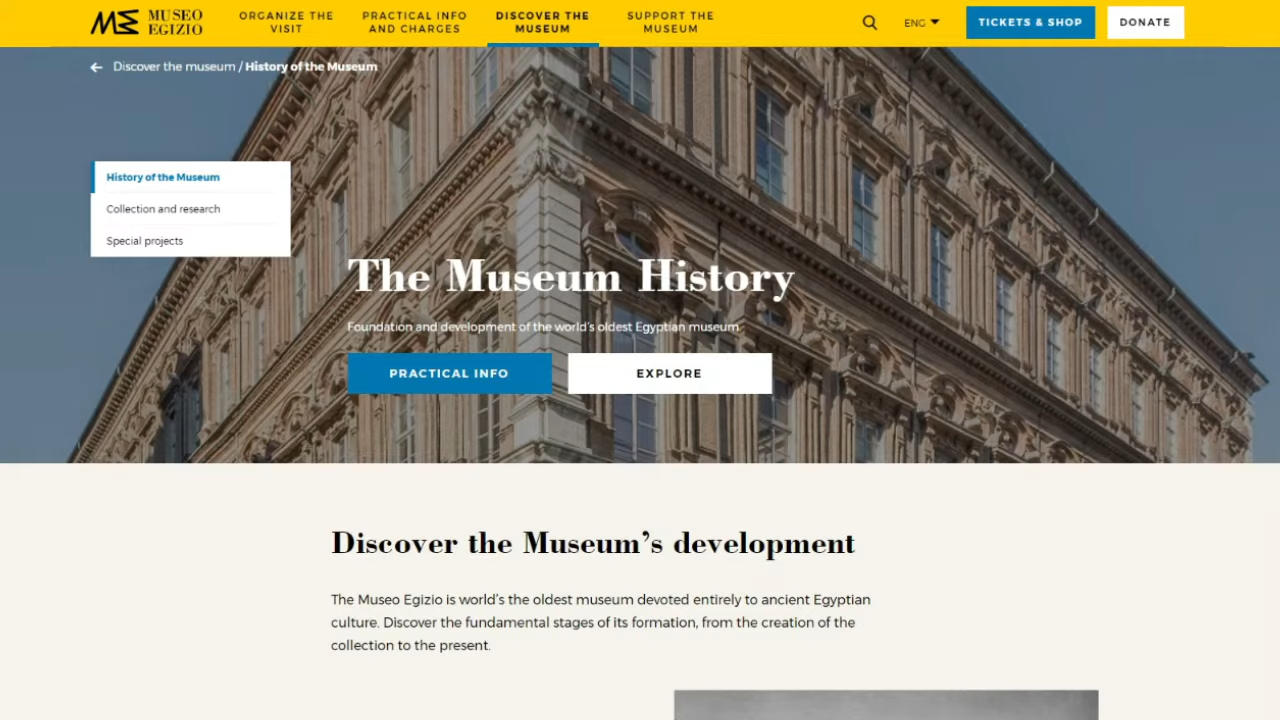 MUSEO
EGIZIO
ORGANIZE THE
VISIT
PRACTICAL INFO
AND CHARGES
DISCOVER THE
MUSEUM
SUPPORT THE
MUSEUM
ENG
TICKETS & SHOP
DONATE
Discover the museum / History of the Museum
History of the Museum
Collection and research
Special projects
The Museum History
Foundation and development of the world's oldest Egyptian museum
PRACTICAL INFO
EXPLORE
Discover the Museum's development
The Museo Egizio is world's the oldest museum devoted entirely to ancient Egyptian
culture. Discover the fundamental stages of its formation, from the creation of the
collection to the present.